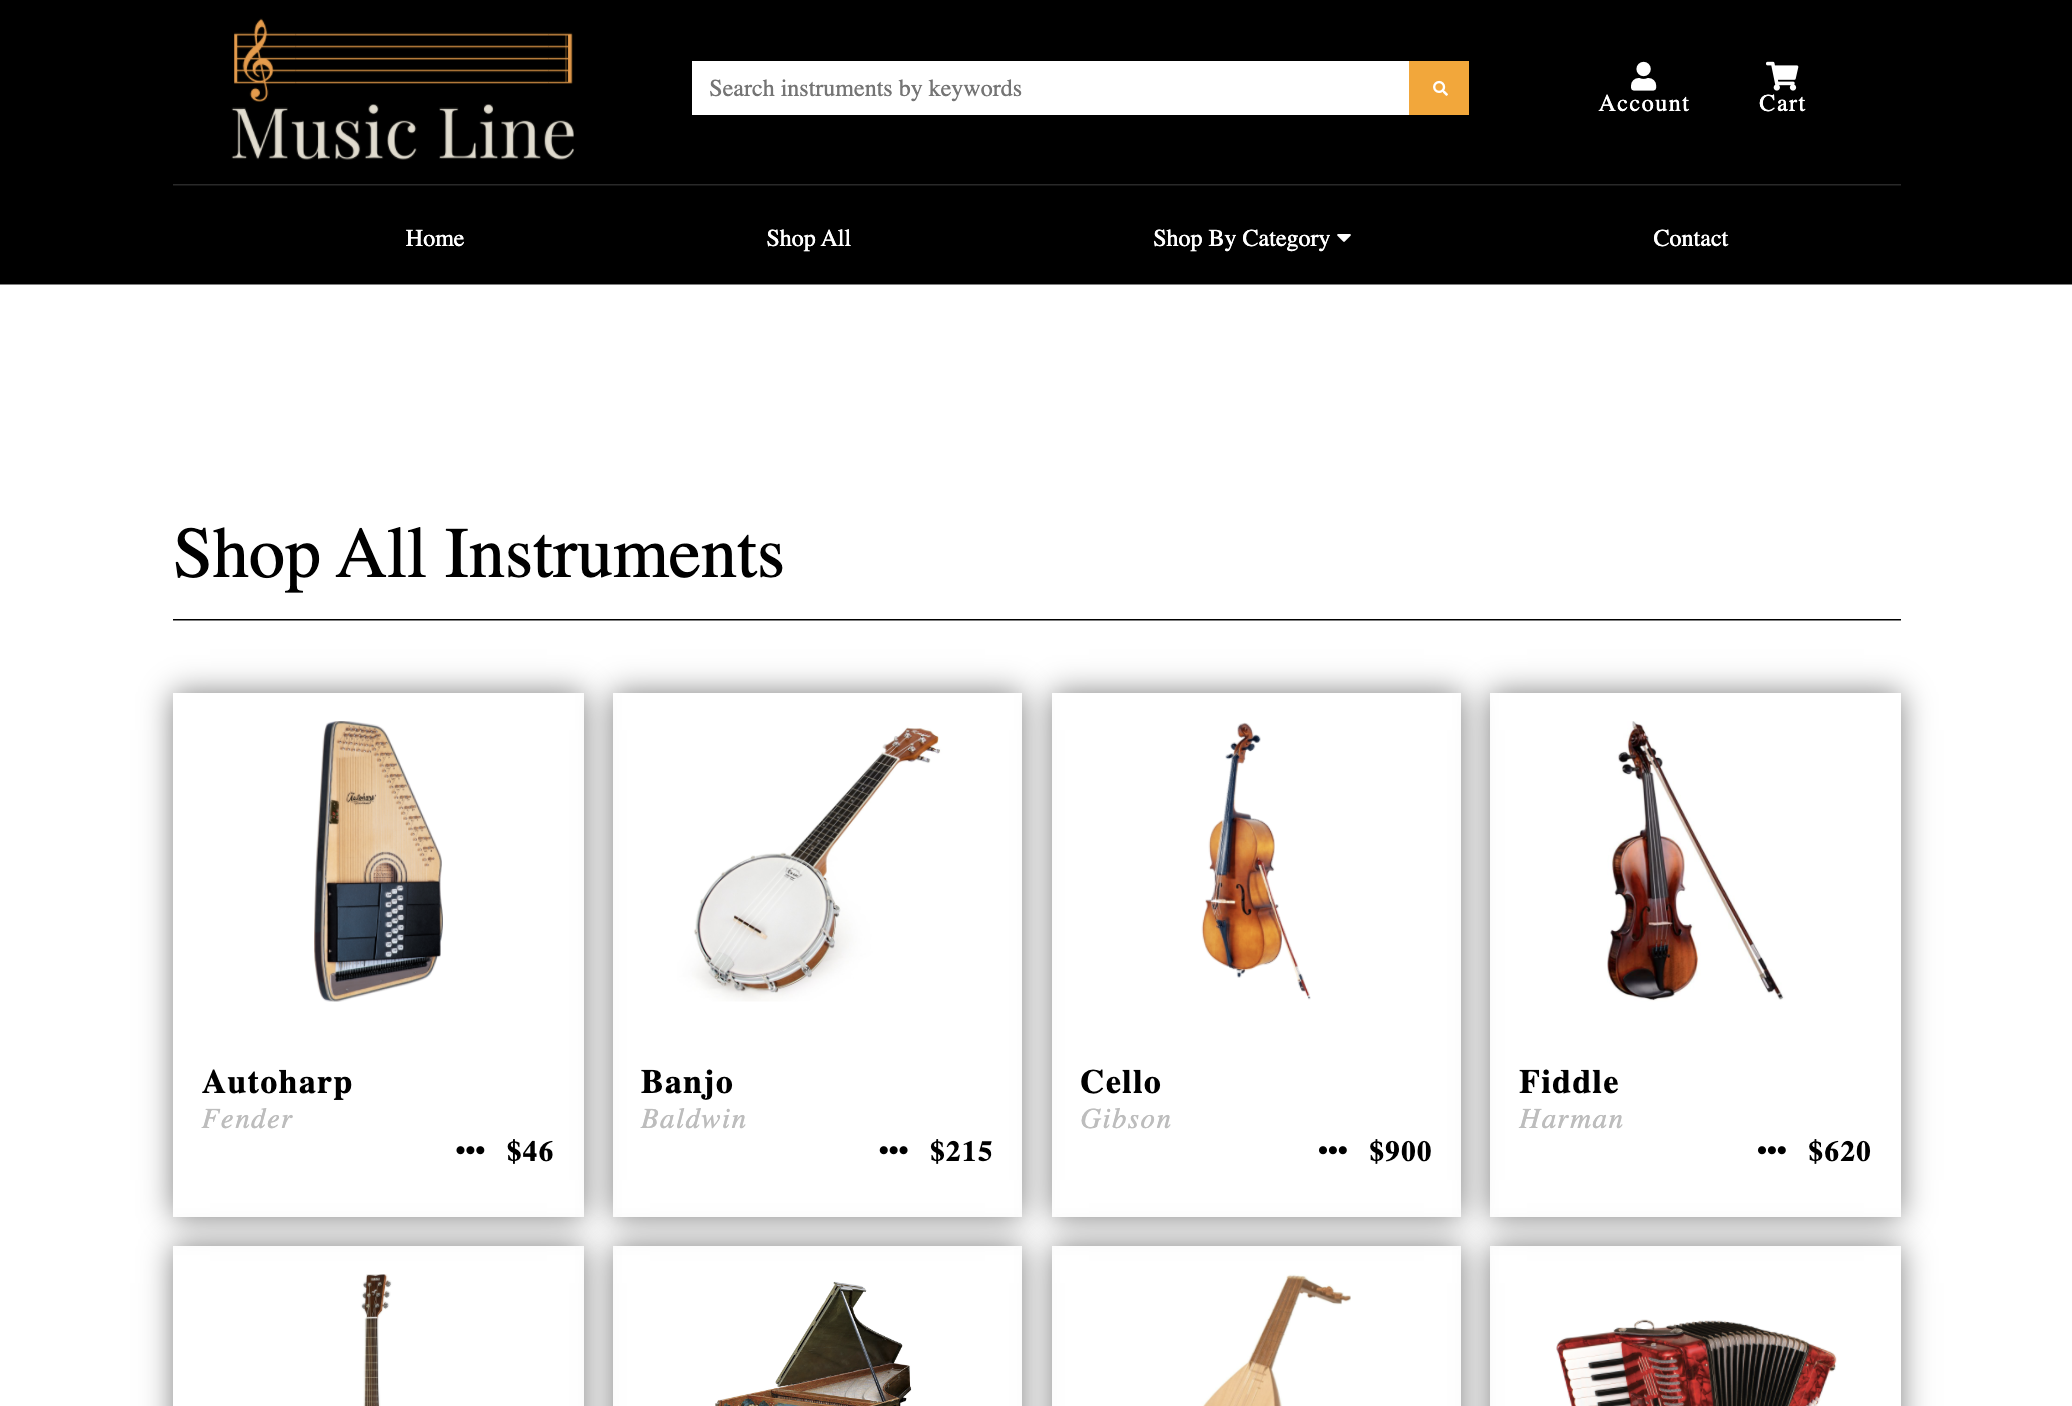 Music Line
Search instruments by keywords
Account
Cart
Home
Shop All
Shop By Category
Contact
Shop All Instruments
Autoharp
Fender
••• $46
Banjo
Baldwin
••• $215
Cello
Gibson
••• $900
Fiddle
Harman
••• $620